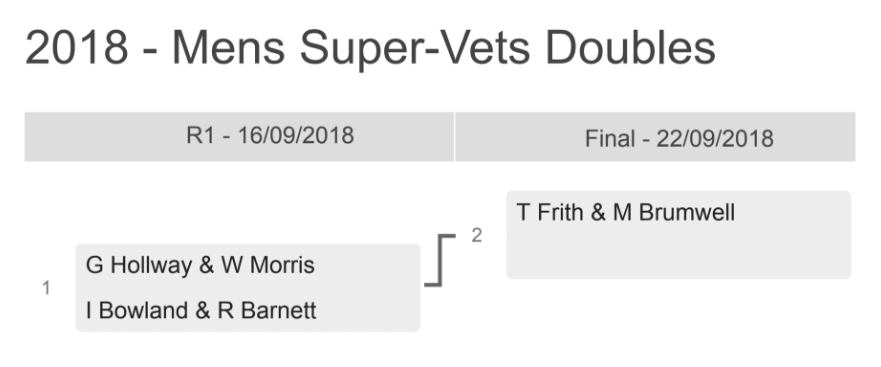 2018 - Mens Super-Vets Doubles
R1 - 16/09/2018
Final - 22/09/2018
T Frith & M Brumwell
2
G Hollway & W Morris
1
I Bowland & R Barnett